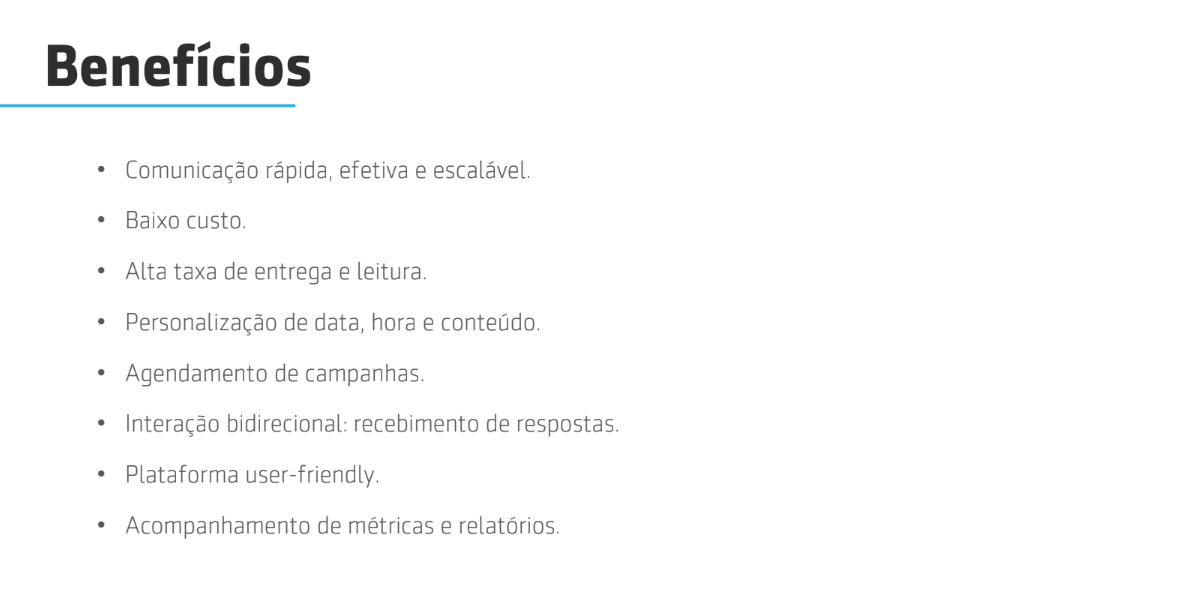 Benefícios
• Comunicação rápida, efetiva e escalável.
• Baixo custo.
• Alta taxa de entrega e leitura.
• Personalização de data, hora e conteúdo.
• Agendamento de campanhas.
• Interação bidirecional: recebimento de respostas.
• Plataforma user-friendly.
• Acompanhamento de métricas e relatórios.